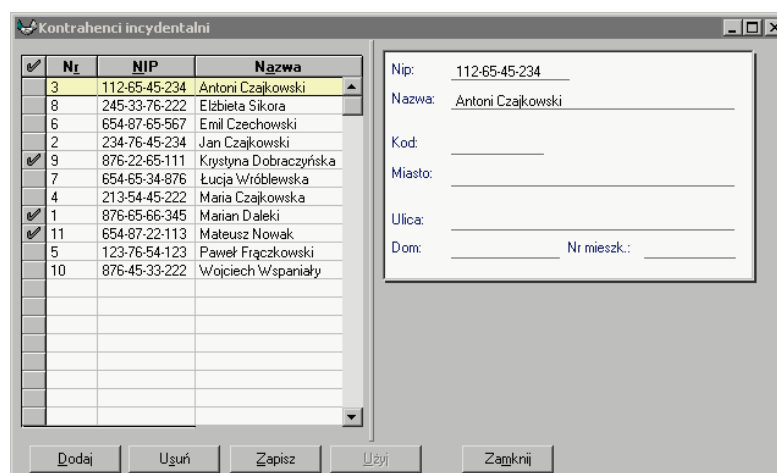 Kontrahenci incydentalni
Nr NIP Nazwa
3 112-65-45-234 Antoni Czajkowski
8 245-33-76-222 Elżbieta Sikora
6 654-87-65-567 Emil Czechowski
2 234-76-45-234 Jan Czajkowski
9 876-22-65-111 Krystyna Dobraczyńska
7 654-65-34-876 Łucja Wróblewska
4 213-54-45-222 Maria Czajkowska
1 876-65-66-345 Marian Daleki
11 654-87-22-113 Mateusz Nowak
5 123-76-54-123 Paweł Frączkowski
10 876-45-33-222 Wojciech Wspaniały
Nip: 112-65-45-234
Nazwa: Antoni Czajkowski
Kod:
Miasto:
Ulica:
Dom: Nr mieszk.:
Dodaj Usuń Zapisz Użyj Zamknij